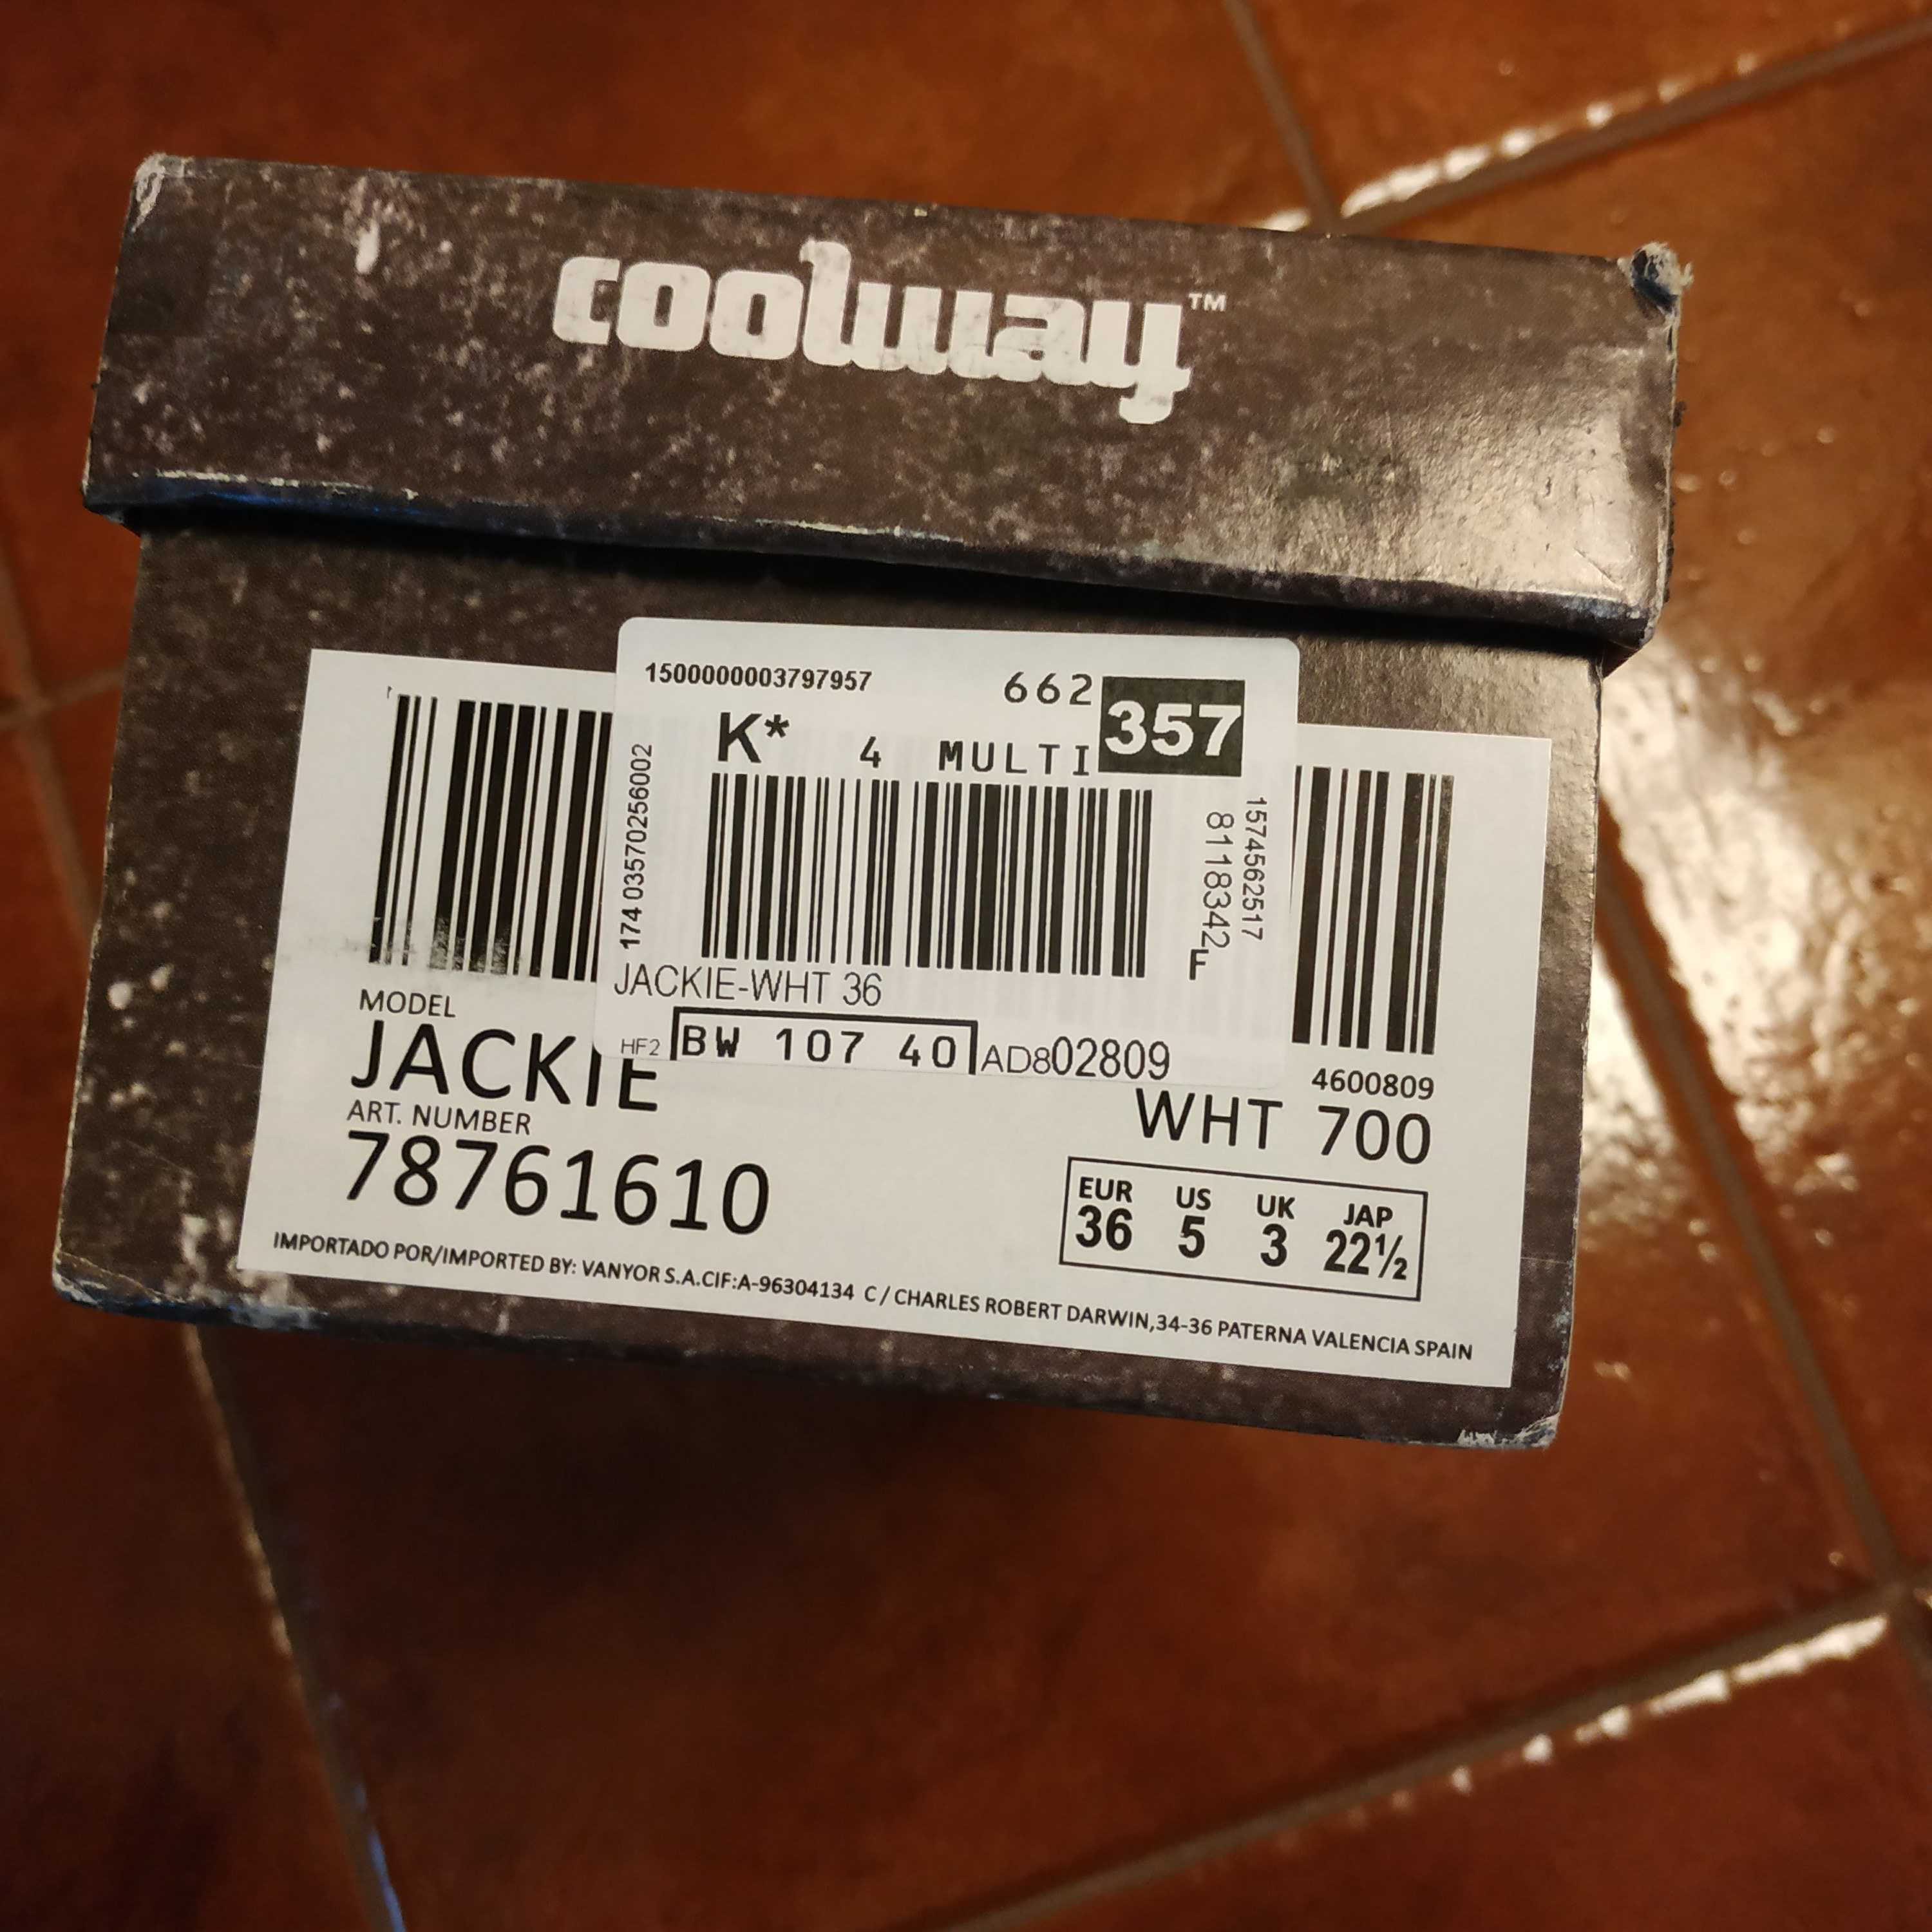 coolway™
1500000003797957
662 357
K* 4 MULTI
174 03570256002
1574562517
8118342
F
JACKIE-WHT 36
HF2 BW 107 40 AD802809
MODEL
JACKIE
4600809
WHT 700
ART. NUMBER
78761610
EUR US UK JAP
36 5 3 22½
IMPORTADO POR/IMPORTED BY: VANYOR S.A.CIF:A-96304134 C/ CHARLES ROBERT DARWIN,34-36 PATERNA VALENCIA SPAIN